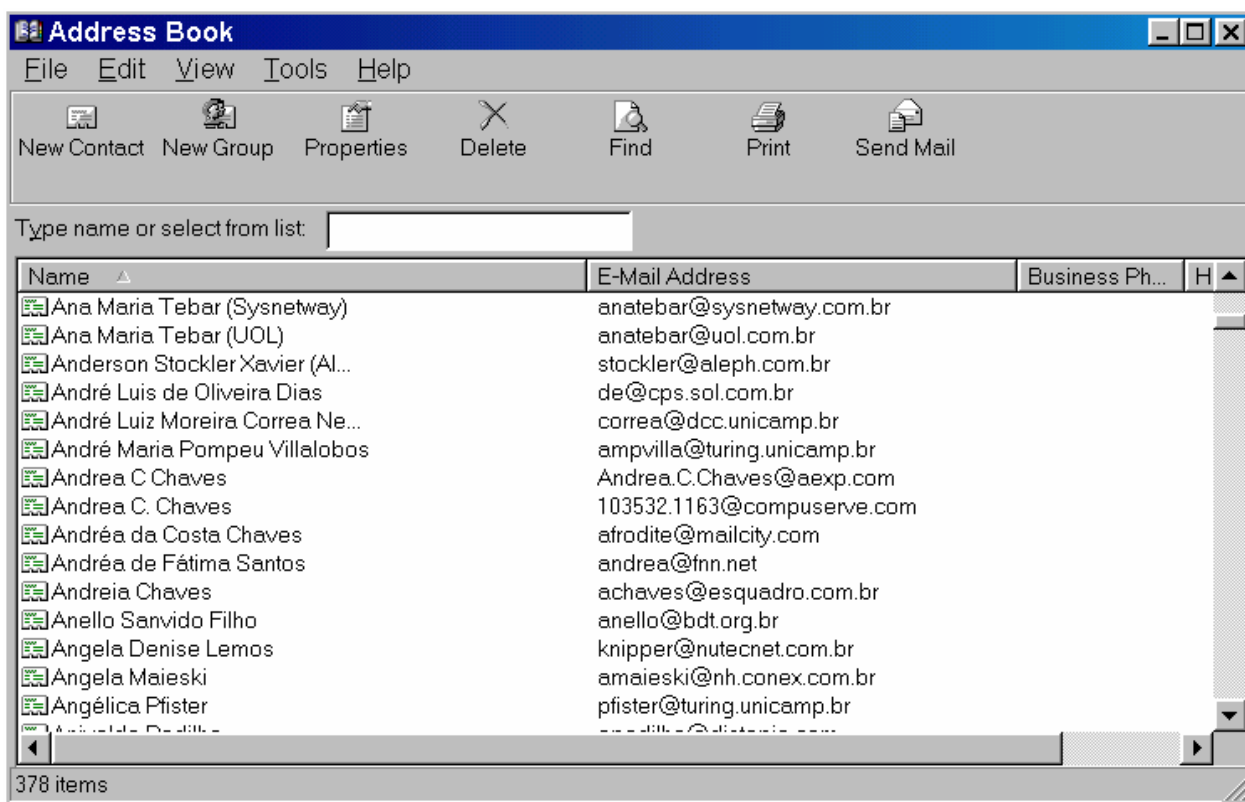 Address Book
File Edit View Tools Help
New Contact New Group Properties Delete Find Print Send Mail
Type name or select from list:
Name E-Mail Address Business Ph... H
Ana Maria Tebar (Sysnetway) anatebar@sysnetway.com.br
Ana Maria Tebar (UOL) anatebar@uol.com.br
Anderson Stockler Xavier (Al... stockler@aleph.com.br
André Luis de Oliveira Dias de@cps.sol.com.br
André Luiz Moreira Correa Ne... correa@dcc.unicamp.br
André Maria Pompeu Villalobos ampvilla@turing.unicamp.br
Andrea C Chaves Andrea.C.Chaves@aexp.com
Andrea C. Chaves 103532.1163@compuserve.com
Andréa da Costa Chaves afrodite@mailcity.com
Andréa de Fátima Santos andrea@fnn.net
Andreia Chaves achaves@esquadro.com.br
Anello Sanvido Filho anello@bdt.org.br
Angela Denise Lemos knipper@nutecnet.com.br
Angela Maieski amaieski@nh.conex.com.br
Angélica Pfister pfister@turing.unicamp.br
378 items